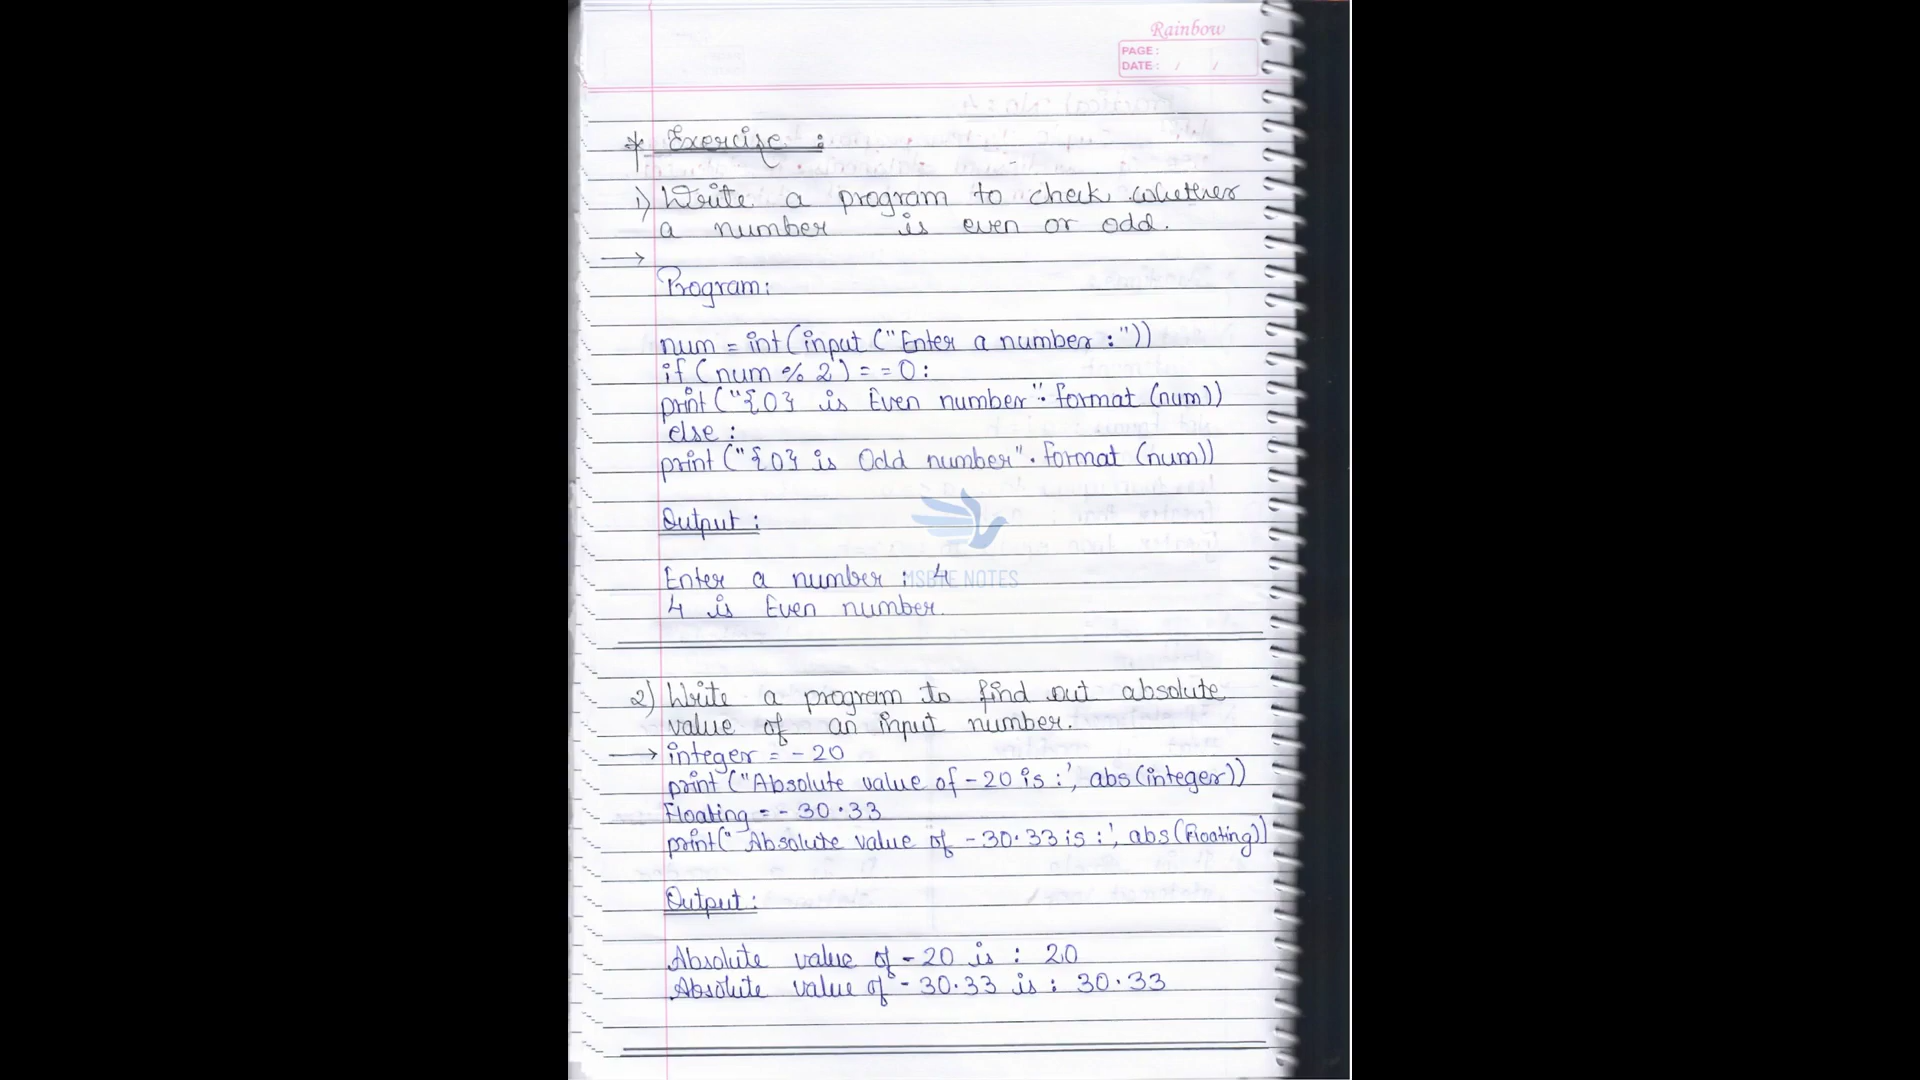 Rainbow
PAGE:
DATE: / /
* Exercise :
1) Write a program to check whether
a number is even or odd.
→
Program:
num = int(input ("Enter a number :"))
if (num % 2) = = 0 :
print ("{0} is Even number".format (num))
else :
print ("{0} is Odd number".format (num))
Output :
MSBTE NOTES
Enter a number : 4
4 is Even number.
2) Write a program to find out absolute
value of an input number.
→ integer = - 20
print ("Absolute value of - 20 is :', abs(integer))
Floating = - 30.33
print(" Absolute value of - 30.33 is :', abs(Floating))
Output :
Absolute value of - 20 is : 20
Absolute value of - 30.33 is : 30.33